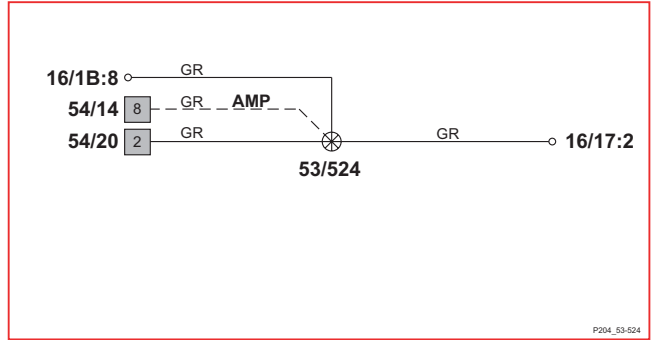 16/1B:8 GR
54/14 8 GR AMP
54/20 2 GR GR 16/17:2
53/524
P204_53-524